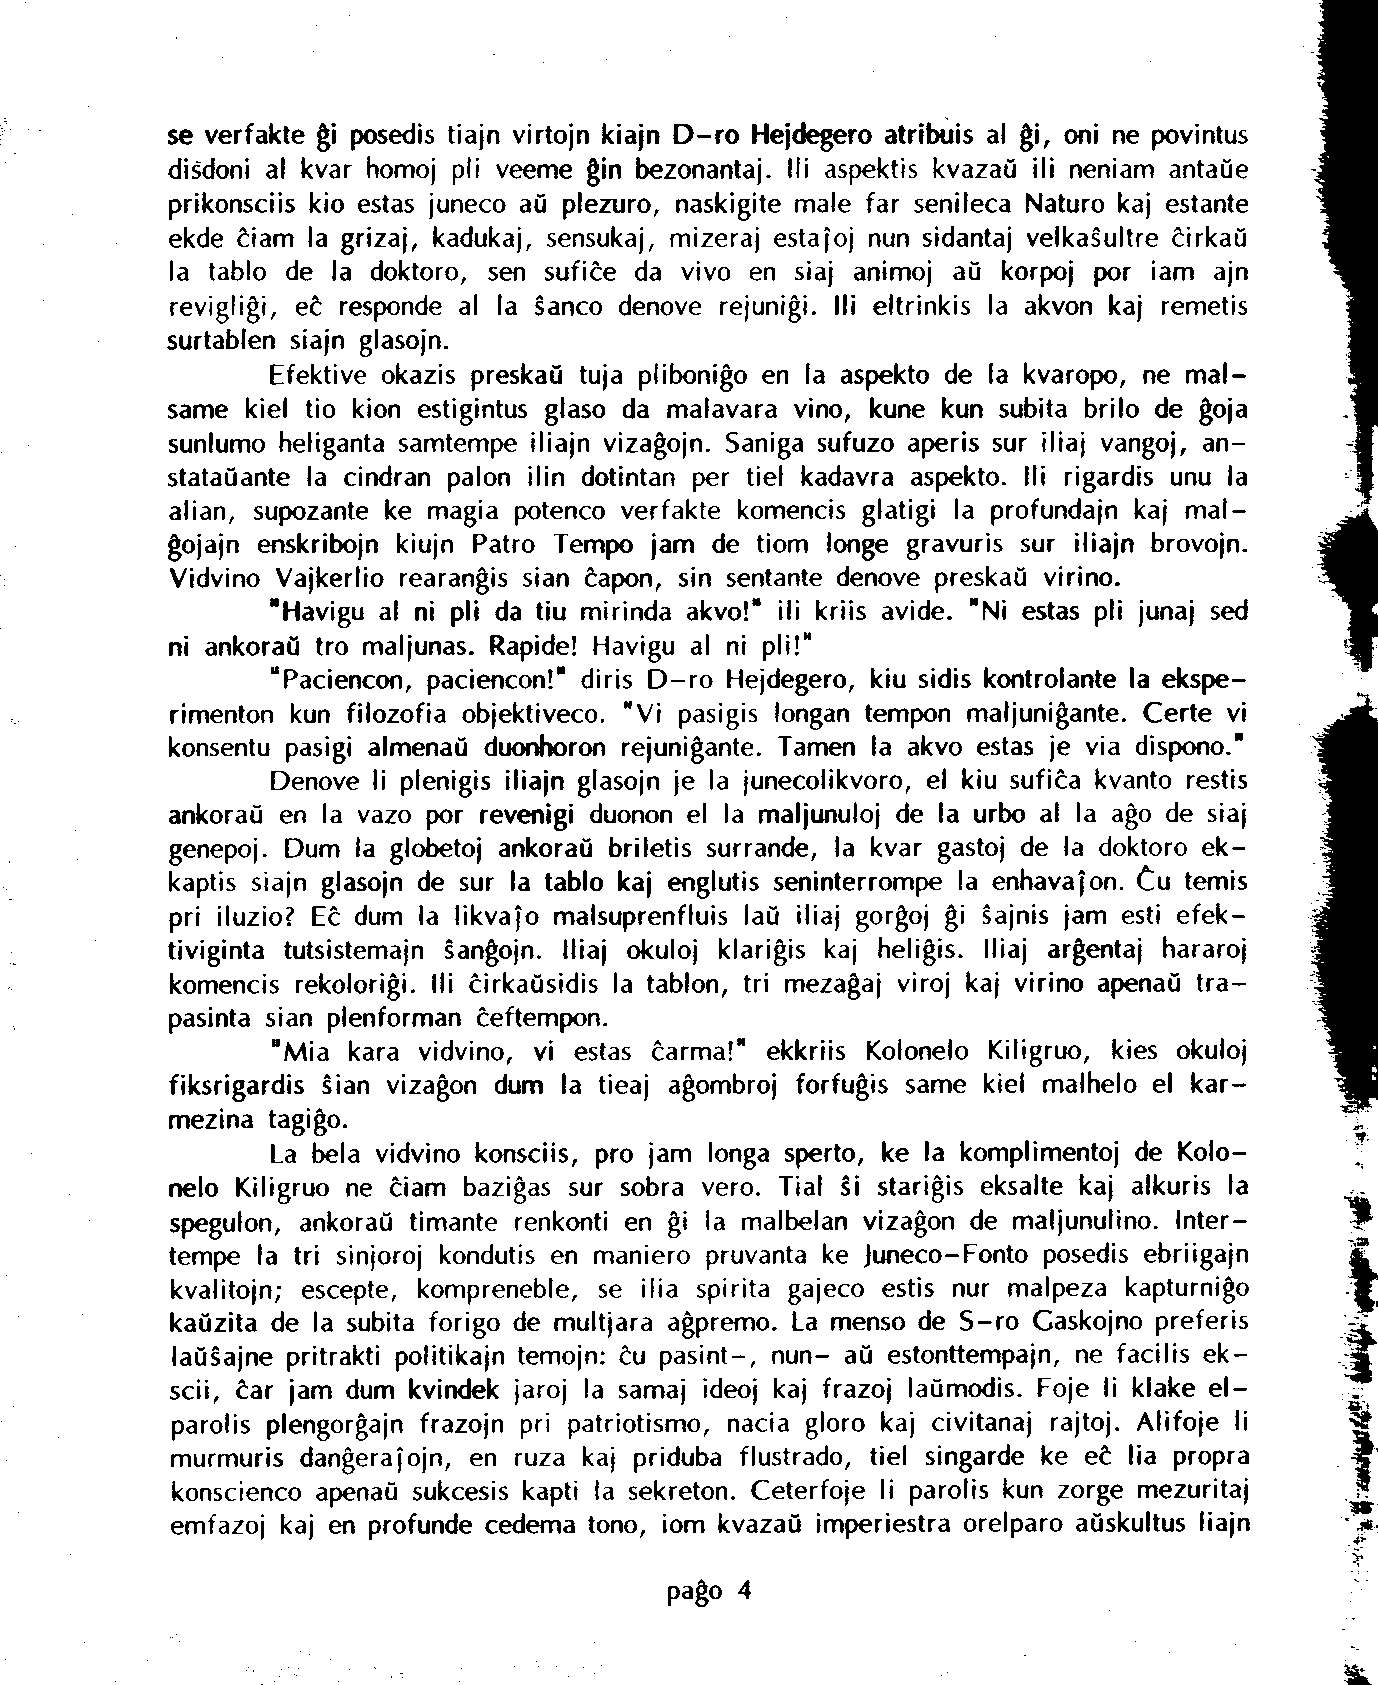 se verfakte ĝi posedis tiajn virtojn kiajn D-ro Hejdegero atribuis al ĝi, oni ne povintus
disdoni al kvar homoj pli veeme ĝin bezonantaj. Ili aspektis kvazaŭ ili neniam antaŭe
prikonsciis kio estas juneco aŭ plezuro, naskigite male far senileca Naturo kaj estante
ekde ĉiam la grizaj, kadukaj, sensukaj, mizeraj estaĵoj nun sidantaj velkaŝultre ĉirkaŭ
la tablo de la doktoro, sen sufiĉe da vivo en siaj animoj aŭ korpoj por iam ajn
revigliĝi, eĉ responde al la ŝanco denove rejuniĝi. Ili eltrinkis la akvon kaj remetis
surtablen siajn glasojn.
Efektive okazis preskaŭ tuja pliboniĝo en la aspekto de la kvaropo, ne mal-
same kiel tio kion estigintus glaso da malavara vino, kune kun subita brilo de ĝoja
sunlumo heliganta samtempe iliajn vizaĝojn. Saniga sufuzo aperis sur iliaj vangoj, an-
stataŭante la cindran palon ilin dotintan per tiel kadavra aspekto. Ili rigardis unu la
alian, supozante ke magia potenco verfakte komencis glatigi la profundajn kaj mal-
ĝojajn enskribojn kiujn Patro Tempo jam de tiom longe gravuris sur iliajn brovojn.
Vidvino Vajkerlio rearanĝis sian ĉapon, sin sentante denove preskaŭ virino.
"Havigu al ni pli da tiu mirinda akvo!" ili kriis avide. "Ni estas pli junaj sed
ni ankoraŭ tro maljunas. Rapide! Havigu al ni pli!"
"Paciencon, paciencon!" diris D-ro Hejdegero, kiu sidis kontrolante la ekspe-
rimenton kun filozofia objektiveco. "Vi pasigis longan tempon maljuniĝante. Certe vi
konsentu pasigi almenaŭ duonhoron rejuniĝante. Tamen la akvo estas je via dispono."
Denove li plenigis iliajn glasojn je la junecolikvoro, el kiu sufiĉa kvanto restis
ankoraŭ en la vazo por revenigi duonon el la maljunuloj de la urbo al la aĝo de siaj
genepoj. Dum la globetoj ankoraŭ briletis surrande, la kvar gastoj de la doktoro ek-
kaptis siajn glasojn de sur la tablo kaj englutis seninterrompe la enhavaĵon. Ĉu temis
pri iluzio? Eĉ dum la likvaĵo malsuprenfluis laŭ iliaj gorĝoj ĝi ŝajnis jam esti efek-
tiviginta tutsistemajn ŝanĝojn. Iliaj okuloj klariĝis kaj heliĝis. Iliaj arĝentaj hararoj
komencis rekoloriĝi. Ili ĉirkaŭsidis la tablon, tri mezaĝaj viroj kaj virino apenaŭ tra-
pasinta sian plenforman ĉeftempon.
"Mia kara vidvino, vi estas ĉarma!" ekkriis Kolonelo Kiligruo, kies okuloj
fiksrigardis ŝian vizaĝon dum la tieaj aĝombroj forfuĝis same kiel malhelo el kar-
mezina tagiĝo.
La bela vidvino konsciis, pro jam longa sperto, ke la komplimentoj de Kolo-
nelo Kiligruo ne ĉiam baziĝas sur sobra vero. Tial ŝi stariĝis eksalte kaj alkuris la
spegulon, ankoraŭ timante renkonti en ĝi la malbelan vizaĝon de maljunulino. Inter-
tempe la tri sinjoroj kondutis en maniero pruvanta ke Juneco-Fonto posedis ebriigajn
kvalitojn; escepte, kompreneble, se ilia spirita gajeco estis nur malpeza kapturniĝo
kaŭzita de la subita forigo de multjara aĝpremo. La menso de S-ro Gaskojno preferis
laŭŝajne pritrakti politikajn temojn: ĉu pasint-, nun- aŭ estonttempajn, ne facilis ek-
scii, ĉar jam dum kvindek jaroj la samaj ideoj kaj frazoj laŭmodis. Foje li klake el-
parolis plengorĝajn frazojn pri patriotismo, nacia gloro kaj civitanaj rajtoj. Alifoje li
murmuris danĝeraĵojn, en ruza kaj priduba flustrado, tiel singarde ke eĉ lia propra
konscienco apenaŭ sukcesis kapti la sekreton. Ceterfoje li parolis kun zorge mezuritaj
emfazoj kaj en profunde cedema tono, iom kvazaŭ imperiestra orelparo aŭskultus liajn
paĝo 4